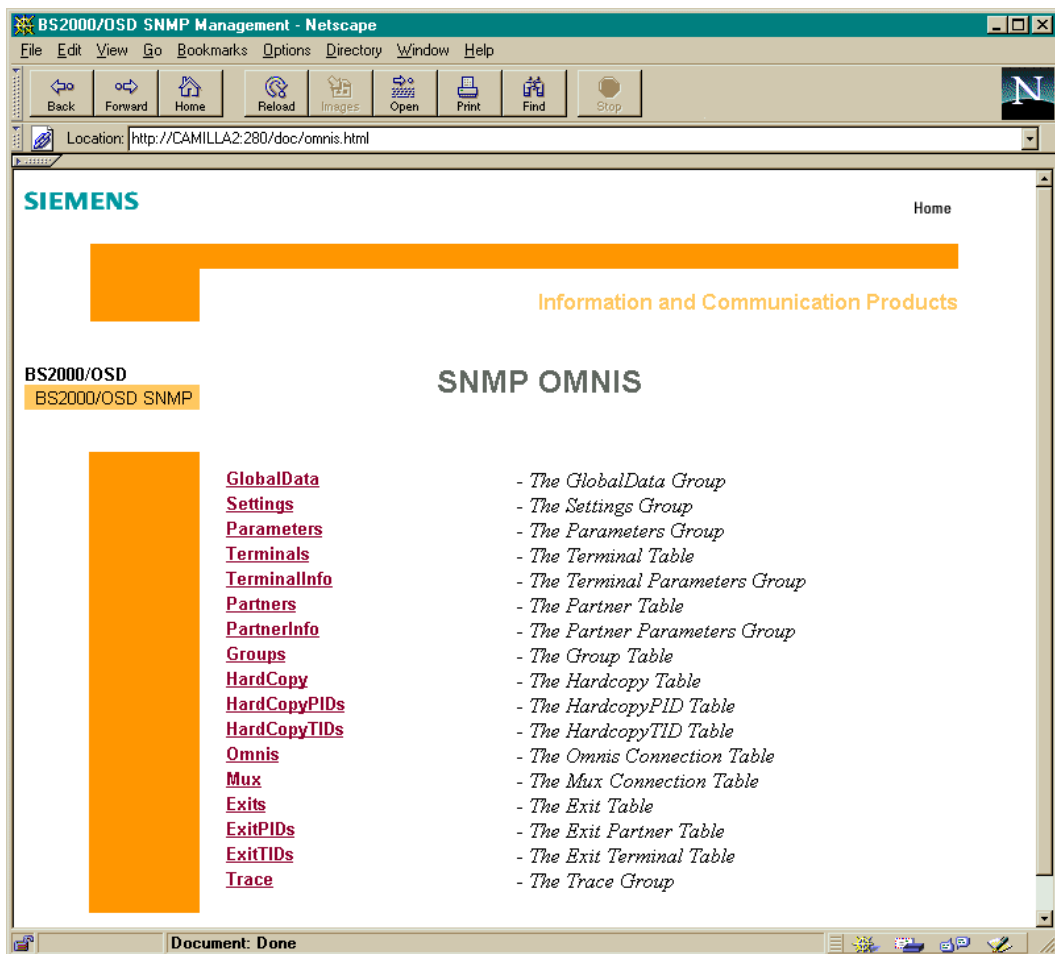 BS2000/OSD SNMP Management - Netscape
File Edit View Go Bookmarks Options Directory Window Help
Back Forward Home Reload Images Open Print Find Stop
N
Location: http://CAMILLA2:280/doc/omnis.html
SIEMENS
Home
Information and Communication Products
BS2000/OSD
BS2000/OSD SNMP
SNMP OMNIS
GlobalData - The GlobalData Group
Settings - The Settings Group
Parameters - The Parameters Group
Terminals - The Terminal Table
TerminalInfo - The Terminal Parameters Group
Partners - The Partner Table
PartnerInfo - The Partner Parameters Group
Groups - The Group Table
HardCopy - The Hardcopy Table
HardCopyPIDs - The HardcopyPID Table
HardCopyTIDs - The HardcopyTID Table
Omnis - The Omnis Connection Table
Mux - The Mux Connection Table
Exits - The Exit Table
ExitPIDs - The Exit Partner Table
ExitTIDs - The Exit Terminal Table
Trace - The Trace Group
Document: Done